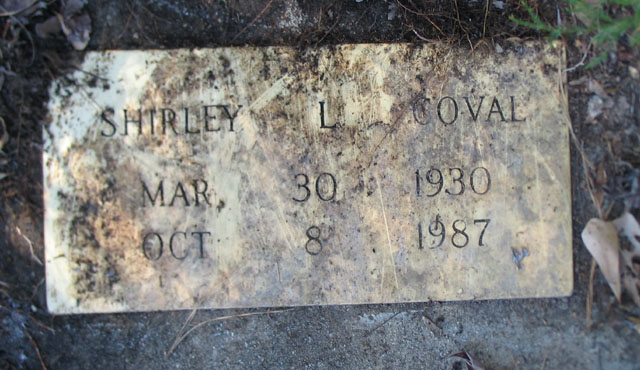 SHIRLEY L. COVAL
MAR. 30, 1930
OCT. 8 1987